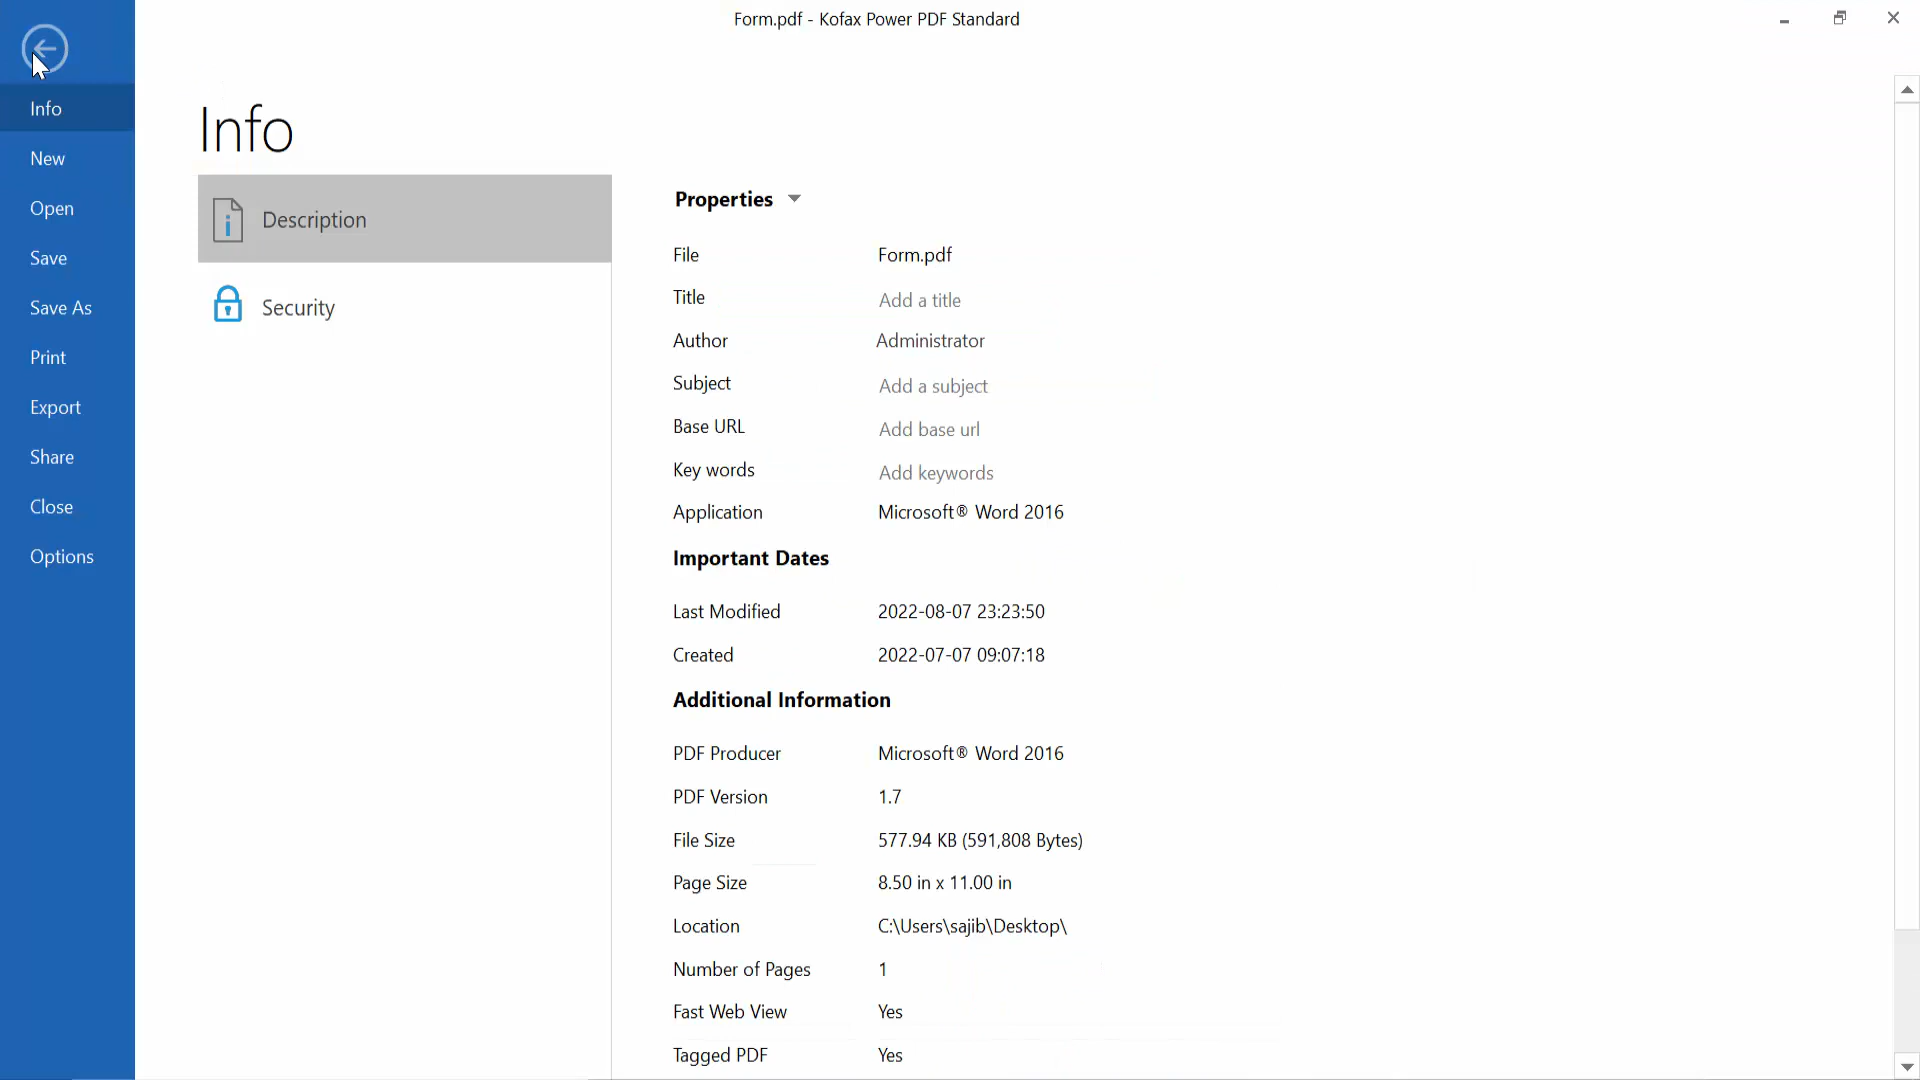 Form.pdf - Kofax Power PDF Standard
Info
New
Open
Save
Save As
Print
Export
Share
Close
Options
Info
Description
Security
Properties
File Form.pdf
Title Add a title
Author Administrator
Subject Add a subject
Base URL Add base url
Key words Add keywords
Application Microsoft® Word 2016
Important Dates
Last Modified 2022-08-07 23:23:50
Created 2022-07-07 09:07:18
Additional Information
PDF Producer Microsoft® Word 2016
PDF Version 1.7
File Size 577.94 KB (591,808 Bytes)
Page Size 8.50 in x 11.00 in
Location C:\Users\sajib\Desktop\
Number of Pages 1
Fast Web View Yes
Tagged PDF Yes